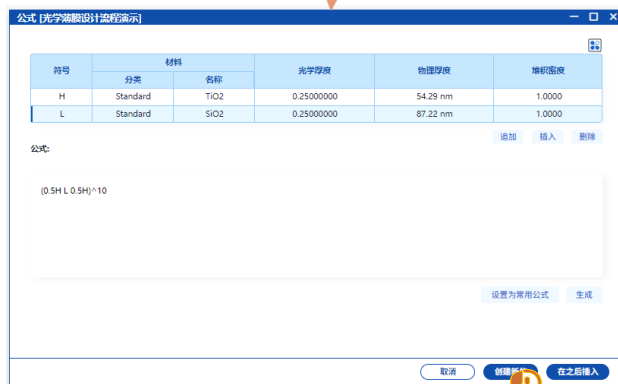 公式 [光学薄膜设计流程演示]
符号 材料 光学厚度 物理厚度 堆积密度
分类 名称
H Standard TiO2 0.25000000 54.29 nm 1.0000
L Standard SiO2 0.25000000 87.22 nm 1.0000
追加 插入 删除
公式:
(0.5H L 0.5H)^10
设置为常用公式 生成
取消 创建新的 在之后插入